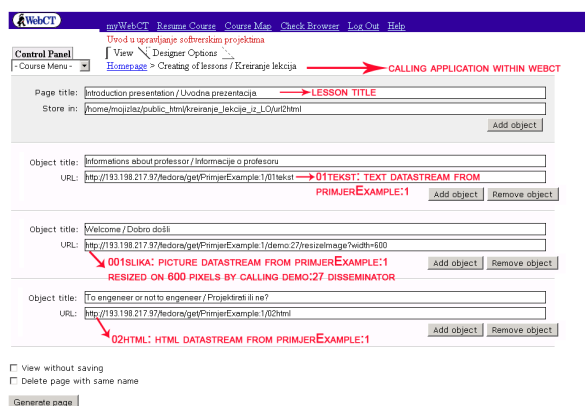 WebCT
myWebCT Resume Course Course Map Check Browser Log Out Help
Uvod u upravljanje softverskim projektima
Control Panel
View Designer Options
- Course Menu -
Homepage > Creating of lessons / Kreiranje lekcija
CALLING APPLICATION WITHIN WEBCT
Page title: Introduction presentation / Uvodna prezentacija
LESSON TITLE
Store in: /home/mojizlaz/public_html/kreiranje_lekcije_iz_LO/url2html
Add object
Object title: Informations about professor / Informacije o profesoru
URL: http://193.198.217.97/fedora/get/PrimjerExample:1/01tekst
01TEKST: TEXT DATASTREAM FROM
PRIMJEREXAMPLE:1
Add object Remove object
Object title: Welcome / Dobro došli
URL: http://193.198.217.97/fedora/get/PrimjerExample:1/demo:27/resizeImage?width=600
001SLIKA: PICTURE DATASTREAM FROM PRIMJEREXAMPLE:1
RESIZED ON 600 PIXELS BY CALLING DEMO:27 DISSEMINATOR
Add object Remove object
Object title: To engeneer or not to engeneer / Projektirati ili ne?
URL: http://193.198.217.97/fedora/get/PrimjerExample:1/02html
02HTML: HTML DATASTREAM FROM PRIMJEREXAMPLE:1
Add object Remove object
View without saving
Delete page with same name
Generate page